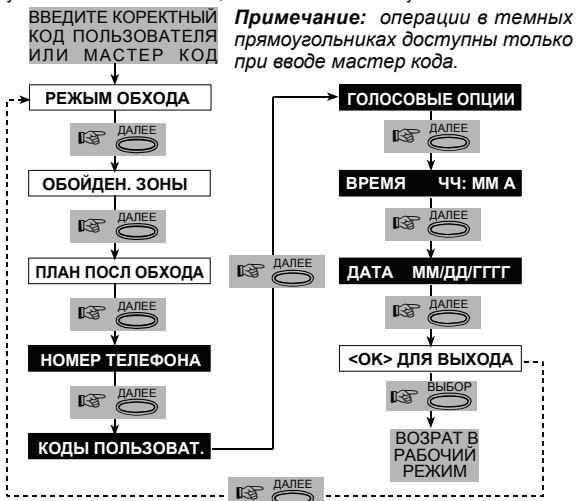 ВВЕДИТЕ КОРЕКТНЫЙ
КОД ПОЛЬЗОВАТЕЛЯ
ИЛИ МАСТЕР КОД
Примечание: операции в темных
прямоугольниках доступны только
при вводе мастер кода.
РЕЖЫМ ОБХОДА
ДАЛЕЕ
ОБОЙДЕН. ЗОНЫ
ДАЛЕЕ
ПЛАН ПОСЛ ОБХОДА
ДАЛЕЕ
НОМЕР ТЕЛЕФОНА
ДАЛЕЕ
КОДЫ ПОЛЬЗОВАТ.
ДАЛЕЕ
ГОЛОСОВЫЕ ОПЦИИ
ДАЛЕЕ
ВРЕМЯ ЧЧ: ММ А
ДАЛЕЕ
ДАТА ММ/ДД/ГГГГ
ДАЛЕЕ
<OK> ДЛЯ ВЫХОДА
ВЫБОР
ВОЗРАТ В
РАБОЧИЙ
РЕЖИМ
ДАЛЕЕ